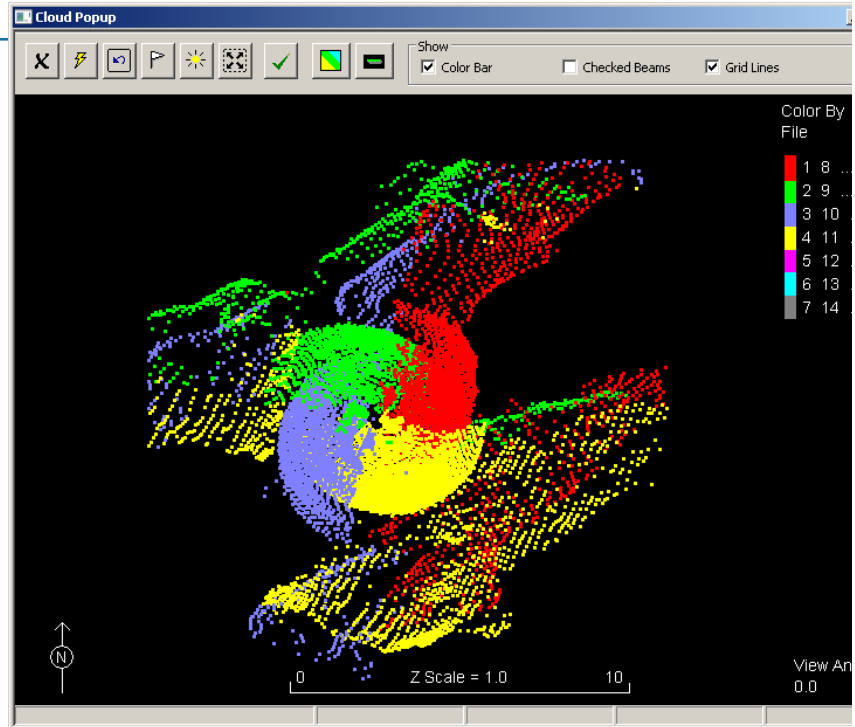 Cloud Popup
Show
Color Bar
Checked Beams
Grid Lines
Color By
File
1 8 ...
2 9 ...
3 10 .
4 11 .
5 12 .
6 13 .
7 14 .
N
0 Z Scale = 1.0 10
View An
0.0